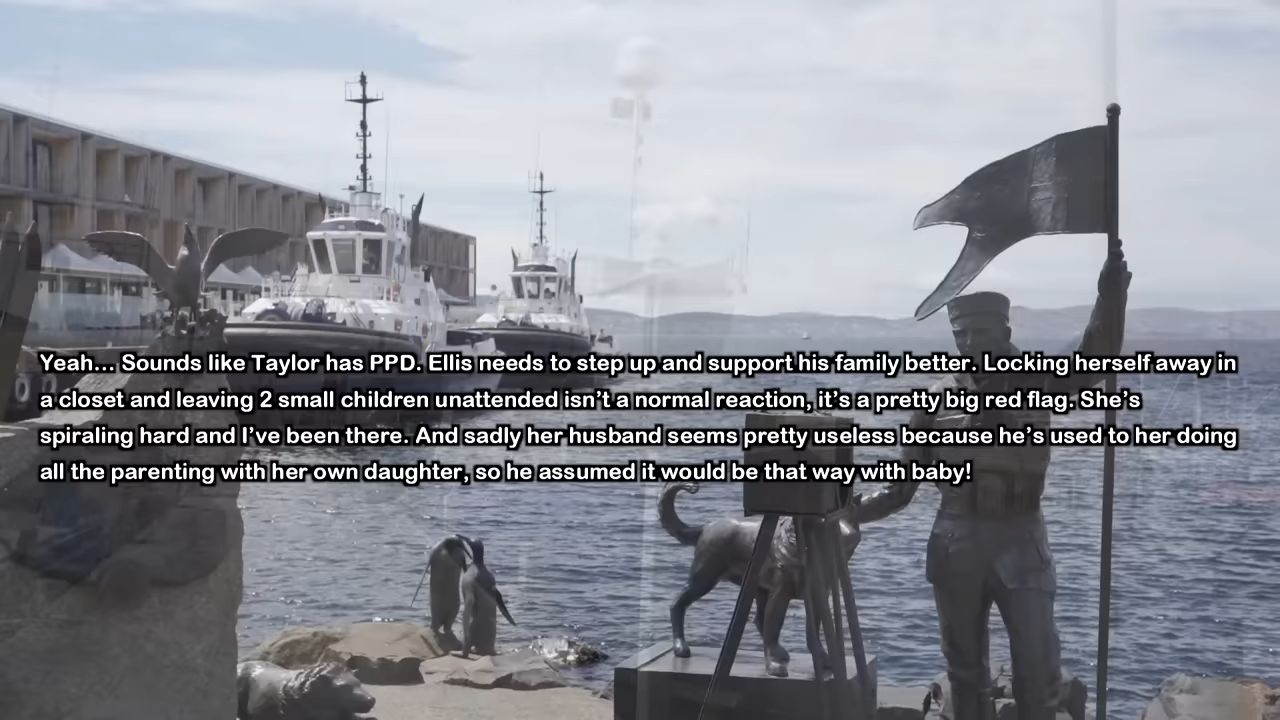 Yeah... Sounds like Taylor has PPD. Ellis needs to step up and support his family better. Locking herself away in
a closet and leaving 2 small children unattended isn't a normal reaction, it's a pretty big red flag. She's
spiraling hard and I've been there. And sadly her husband seems pretty useless because he's used to her doing
all the parenting with her own daughter, so he assumed it would be that way with baby!